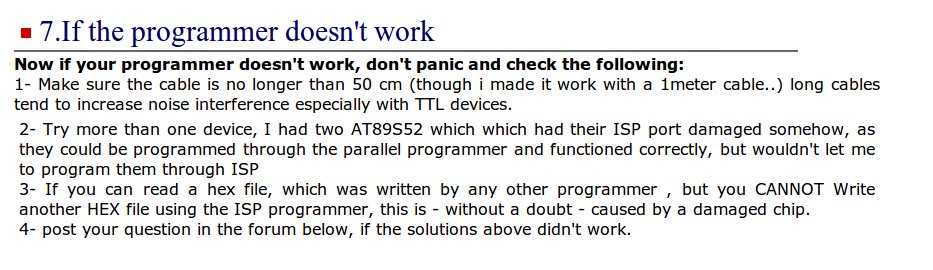 7.If the programmer doesn't work
Now if your programmer doesn't work, don't panic and check the following:
1- Make sure the cable is no longer than 50 cm (though i made it work with a 1meter cable..) long cables
tend to increase noise interference especially with TTL devices.
2- Try more than one device, I had two AT89S52 which which had their ISP port damaged somehow, as
they could be programmed through the parallel programmer and functioned correctly, but wouldn't let me
to program them through ISP
3- If you can read a hex file, which was written by any other programmer , but you CANNOT Write
another HEX file using the ISP programmer, this is - without a doubt - caused by a damaged chip.
4- post your question in the forum below, if the solutions above didn't work.